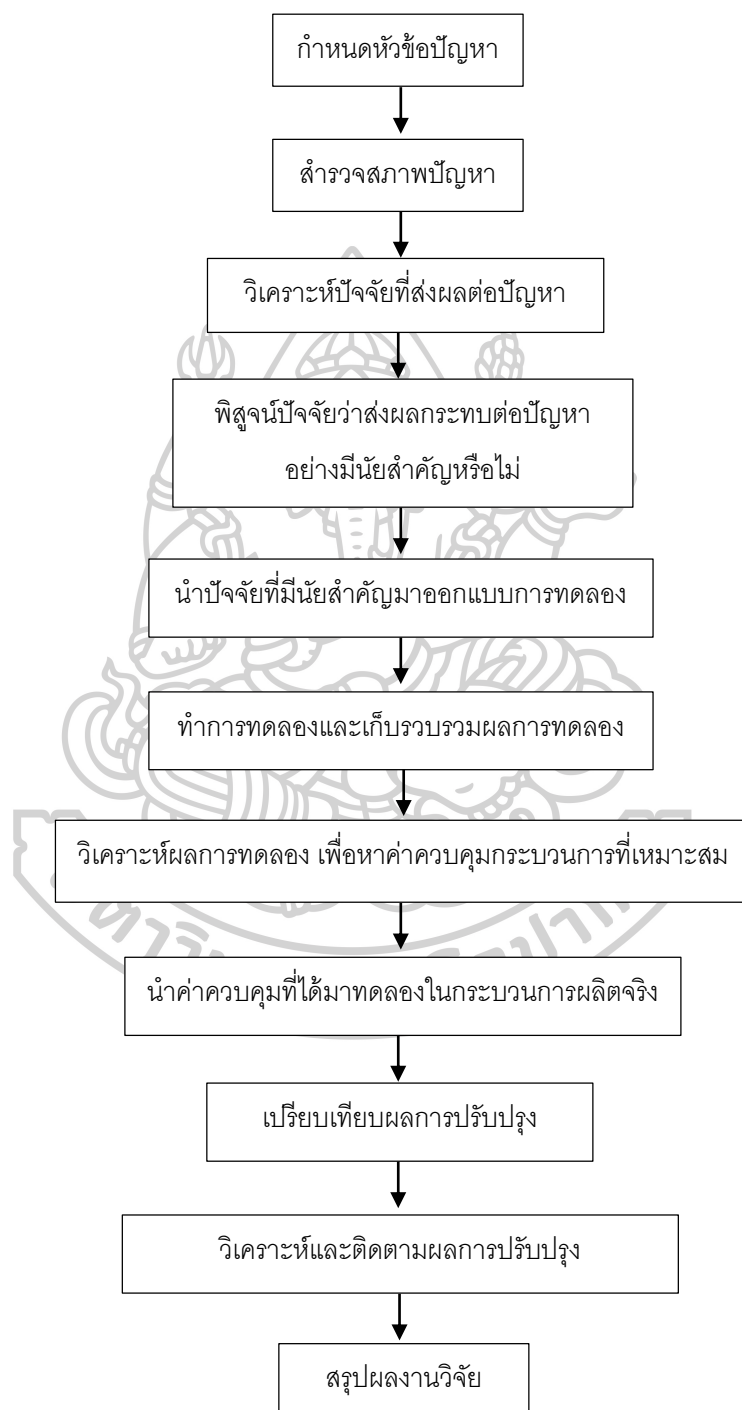 กำหนดหัวข้อปัญหา
สำรวจสภาพปัญหา
วิเคราะห์ปัจจัยที่ส่งผลต่อปัญหา
พิสูจน์ปัจจัยว่าส่งผลกระทบต่อปัญหา
อย่างมีนัยสำคัญหรือไม่
นำปัจจัยที่มีนัยสำคัญมาออกแบบการทดลอง
ทำการทดลองและเก็บรวบรวมผลการทดลอง
วิเคราะห์ผลการทดลอง เพื่อหาค่าควบคุมกระบวนการที่เหมาะสม
นำค่าควบคุมที่ได้มาทดลองในกระบวนการผลิตจริง
เปรียบเทียบผลการปรับปรุง
วิเคราะห์และติดตามผลการปรับปรุง
สรุปผลงานวิจัย